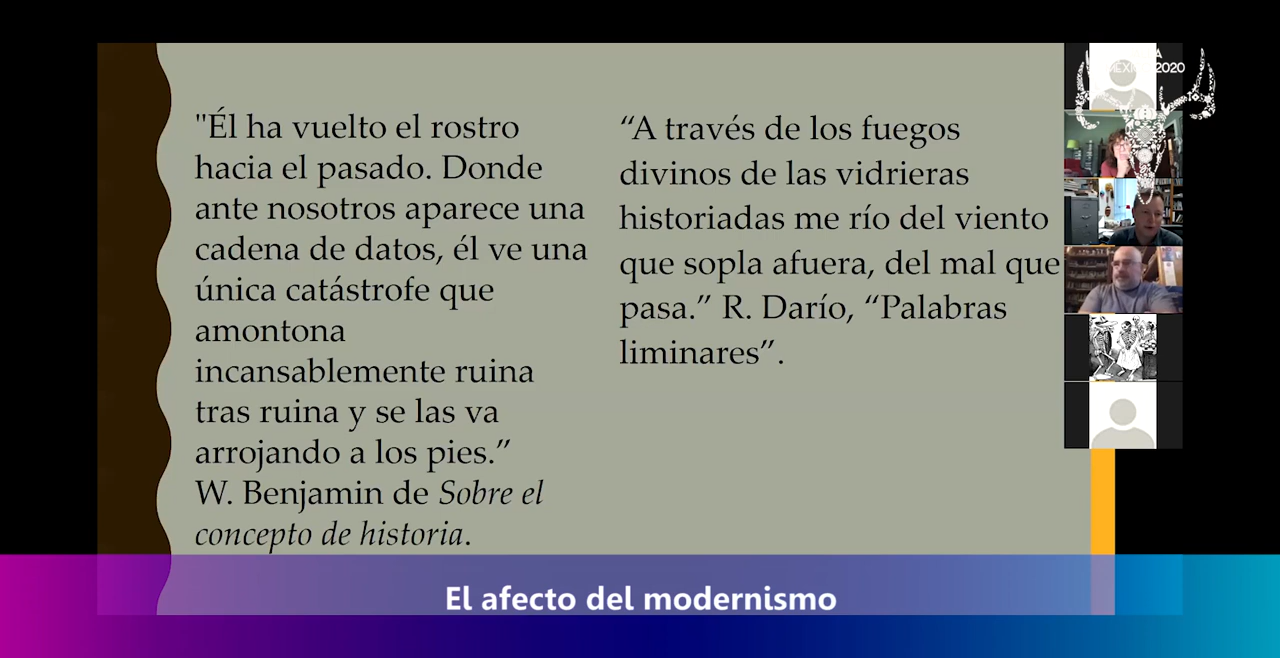 "Él ha vuelto el rostro
hacia el pasado. Donde
ante nosotros aparece una
cadena de datos, él ve una
única catástrofe que
amontona
incansablemente ruina
tras ruina y se las va
arrojando a los pies.”
W. Benjamin de Sobre el
concepto de historia.
“A través de los fuegos
divinos de las vidrieras
historiadas me río del viento
que sopla afuera, del mal que
pasa.” R. Darío, “Palabras
liminares”.
MÉXICO 2020
El afecto del modernismo